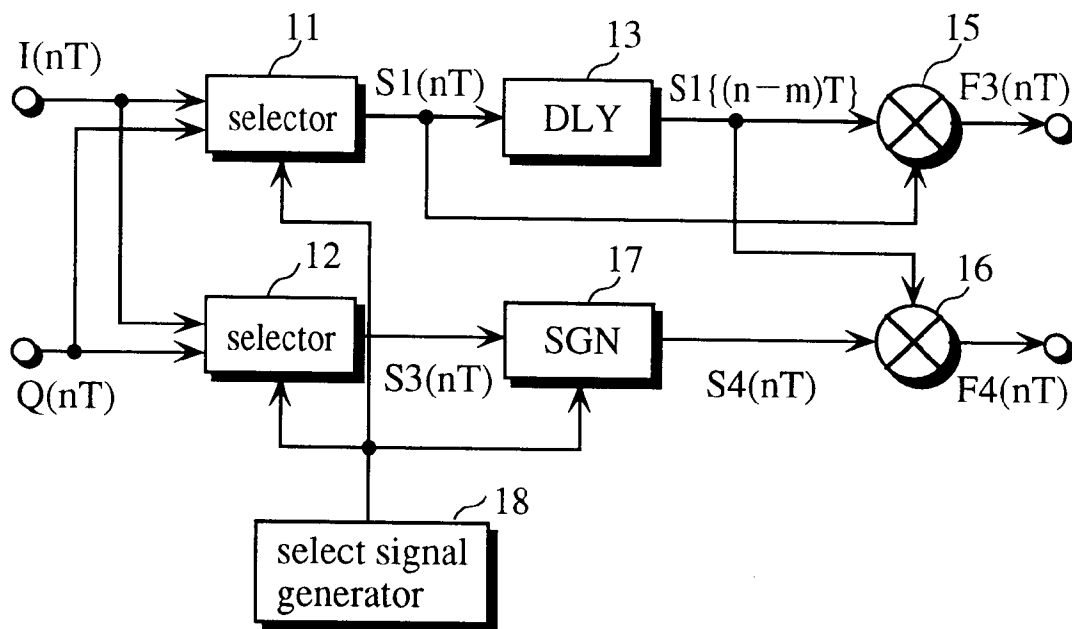 11
13
15
I(nT)
S1(nT)
S1{(n-m)T}
F3(nT)
selector
DLY
12
17
16
selector
SGN
Q(nT)
S3(nT)
S4(nT)
F4(nT)
18
select signal
generator